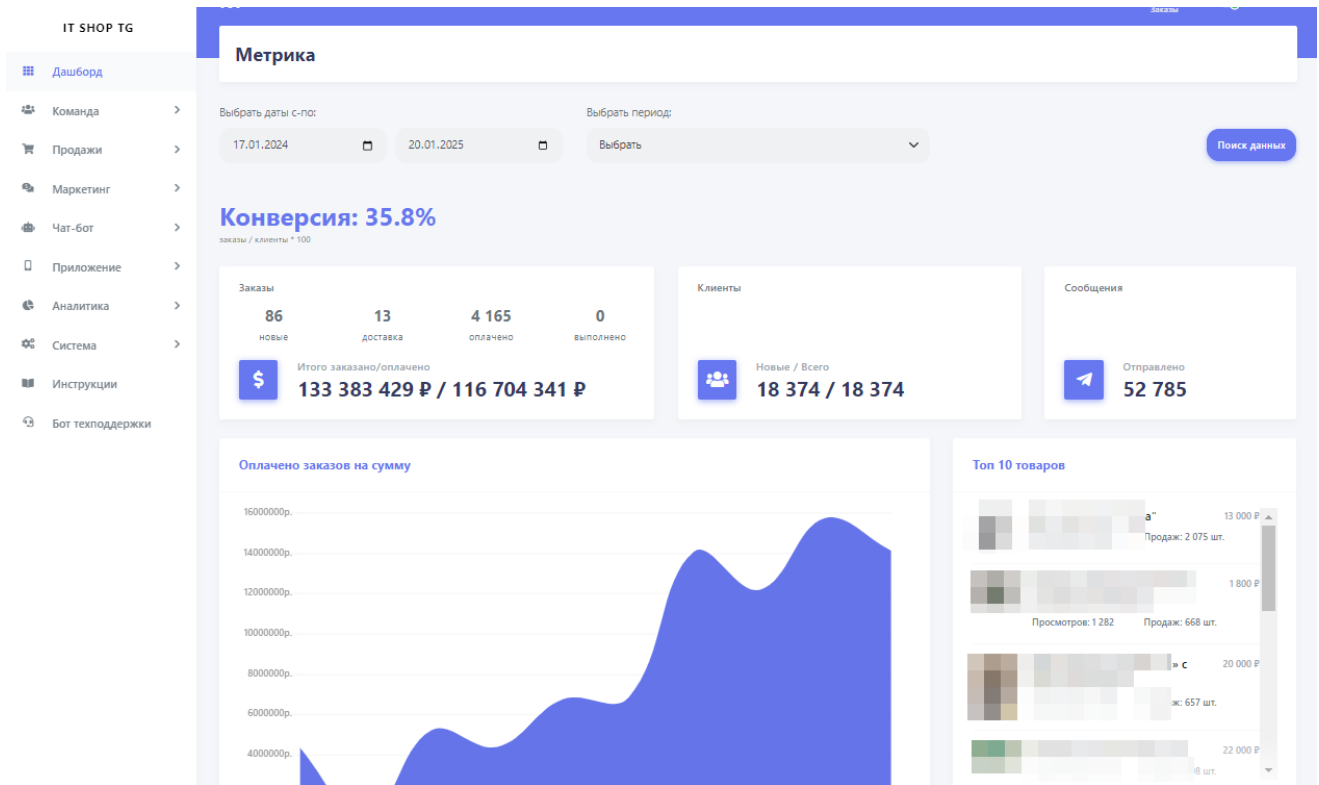 IT SHOP TG
Дашборд
Команда
Продажи
Маркетинг
Чат-бот
Приложение
Аналитика
Система
Инструкции
Бот техподдержки
Заказы
Метрика
Выбрать даты с-по:
Выбрать период:
17.01.2024
20.01.2025
Выбрать
Поиск данных
Конверсия: 35.8%
заказы / клиенты * 100
Заказы
86
13
4 165
0
новые
доставка
оплачено
выполнено
Итого заказано/оплачено
133 383 429 ₽ / 116 704 341 ₽
Клиенты
Новые / Всего
18 374 / 18 374
Сообщения
Отправлено
52 785
Оплачено заказов на сумму
16000000р.
14000000р.
12000000р.
10000000р.
8000000р.
6000000р.
4000000р.
Топ 10 товаров
а"
13 000 ₽
Продаж: 2 075 шт.
1 800 ₽
Просмотров: 1 282
Продаж: 668 шт.
» с
20 000 ₽
ж: 657 шт.
22 000 ₽
шт.